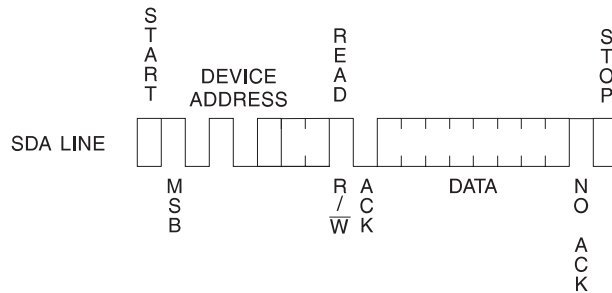 START
DEVICE
ADDRESS
READ
STOP
SDA LINE
MSB
R/W
ACK
DATA
NO ACK